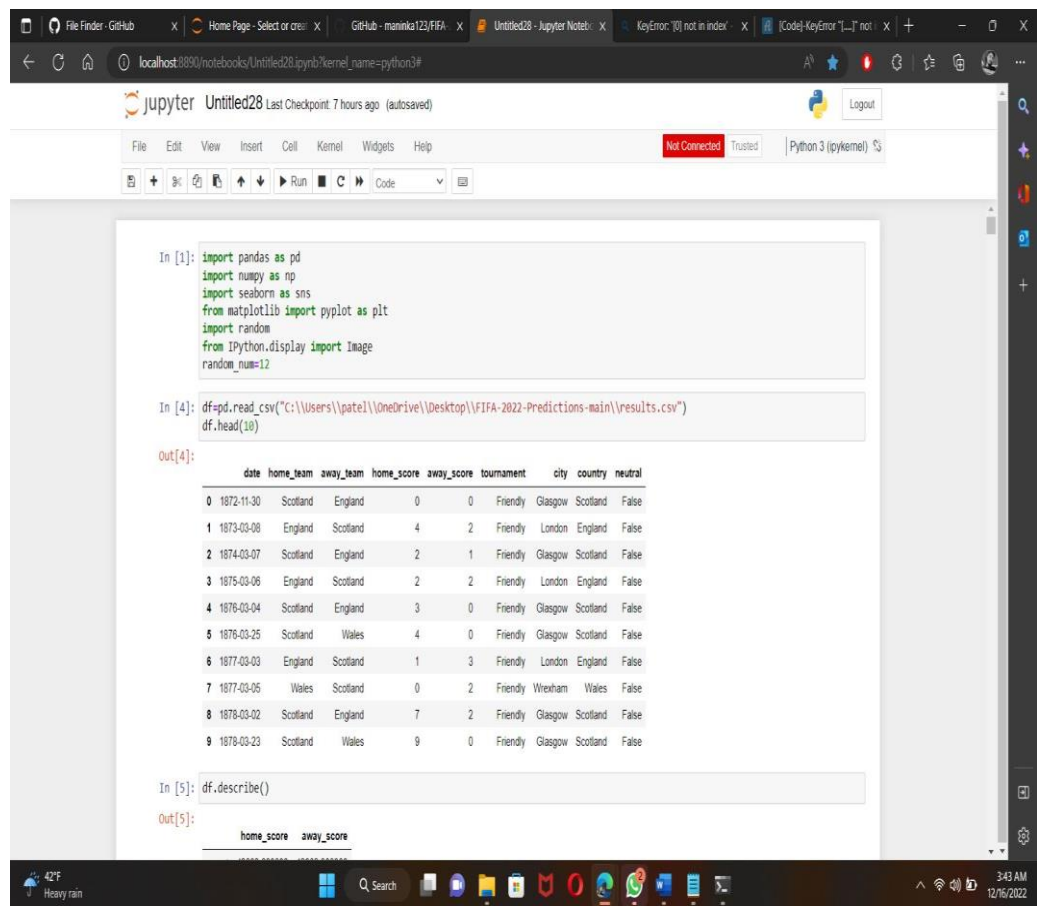 File Finder · GitHub X Home Page - Select or creat X GitHub - maninka123/FIFA- X Untitled28 - Jupyter Notebo X KeyError: '[0] not in index' - X [Code]-KeyError "[....]" not i X
localhost:8890/notebooks/Untitled28.ipynb?kernel_name=python3#
jupyter Untitled28 Last Checkpoint: 7 hours ago (autosaved) Logout
File Edit View Insert Cell Kernel Widgets Help Not Connected Trusted Python 3 (ipykernel)
Run Code
In [1]: import pandas as pd
import numpy as np
import seaborn as sns
from matplotlib import pyplot as plt
import random
from IPython.display import Image
random_num=12
In [4]: df=pd.read_csv("C:\\Users\\patel\\OneDrive\\Desktop\\FIFA-2022-Predictions-main\\results.csv")
df.head(10)
Out[4]:
date home_team away_team home_score away_score tournament city country neutral
0 1872-11-30 Scotland England 0 0 Friendly Glasgow Scotland False
1 1873-03-08 England Scotland 4 2 Friendly London England False
2 1874-03-07 Scotland England 2 1 Friendly Glasgow Scotland False
3 1875-03-06 England Scotland 2 2 Friendly London England False
4 1876-03-04 Scotland England 3 0 Friendly Glasgow Scotland False
5 1876-03-25 Scotland Wales 4 0 Friendly Glasgow Scotland False
6 1877-03-03 England Scotland 1 3 Friendly London England False
7 1877-03-05 Wales Scotland 0 2 Friendly Wrexham Wales False
8 1878-03-02 Scotland England 7 2 Friendly Glasgow Scotland False
9 1878-03-23 Scotland Wales 9 0 Friendly Glasgow Scotland False
In [5]: df.describe()
Out[5]:
home_score away_score
42°F
Heavy rain
Search
2
3:43 AM
12/16/2022